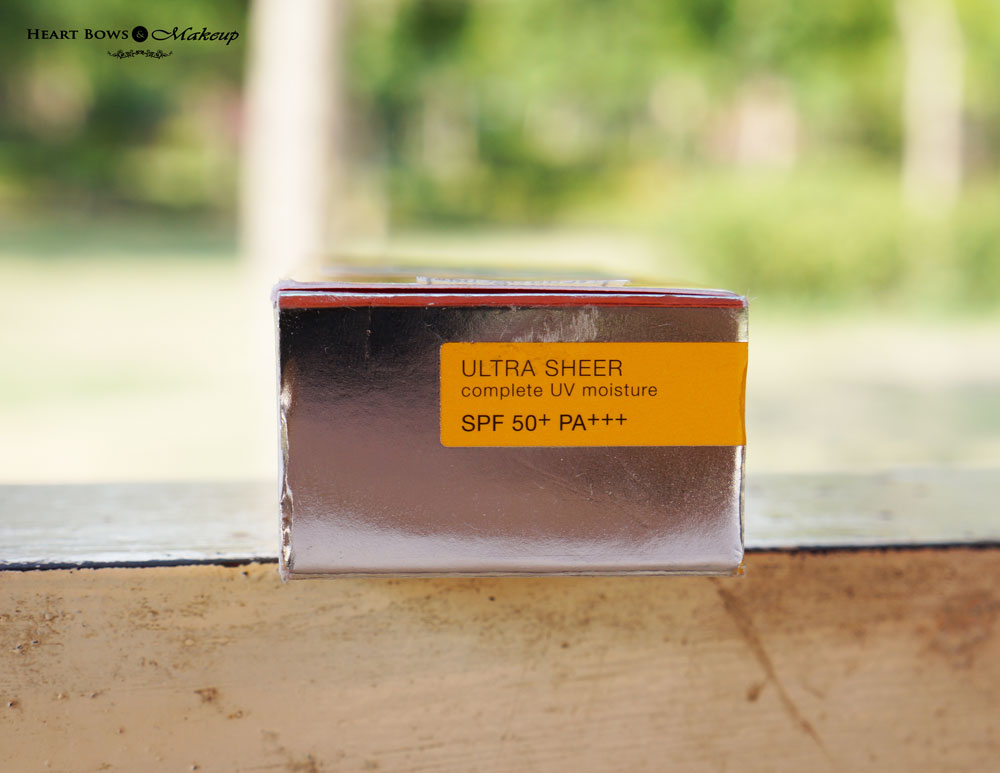 HEART BOWS & Makeup
ULTRA SHEER
complete UV moisture
SPF 50+ PA+++